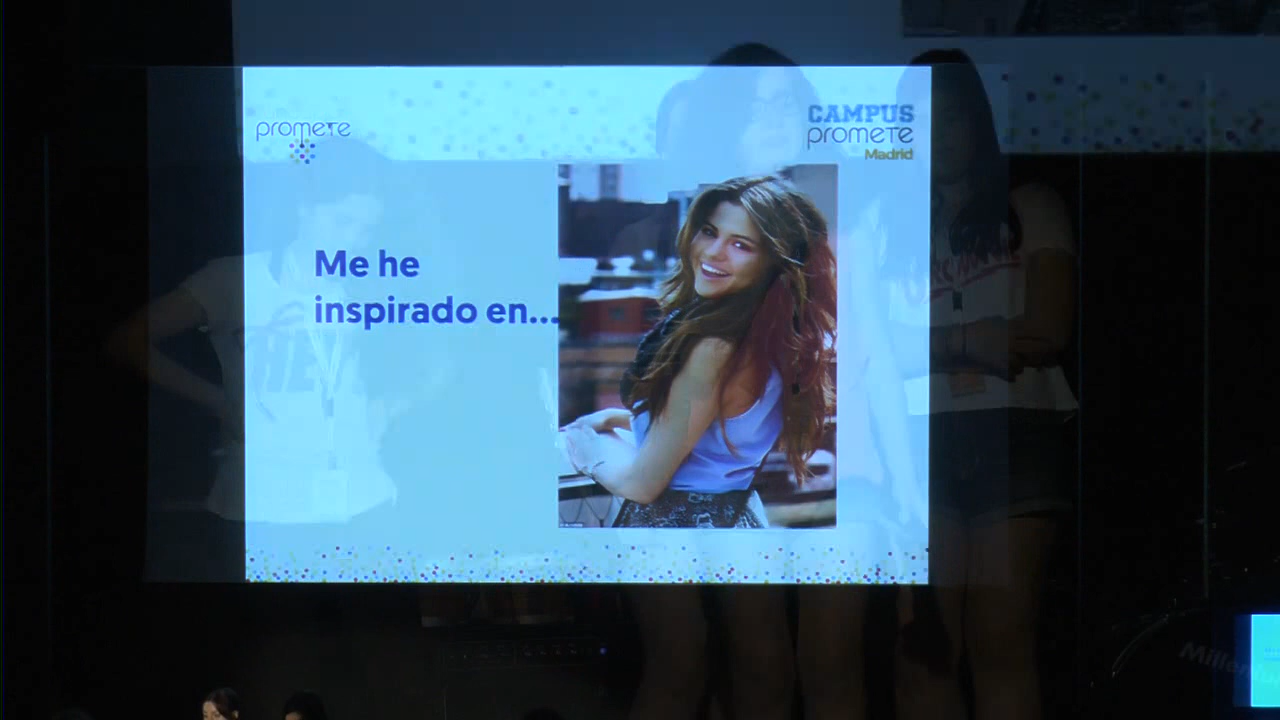 promete
CAMPUS
promete
Madrid
Me he
inspirado en...